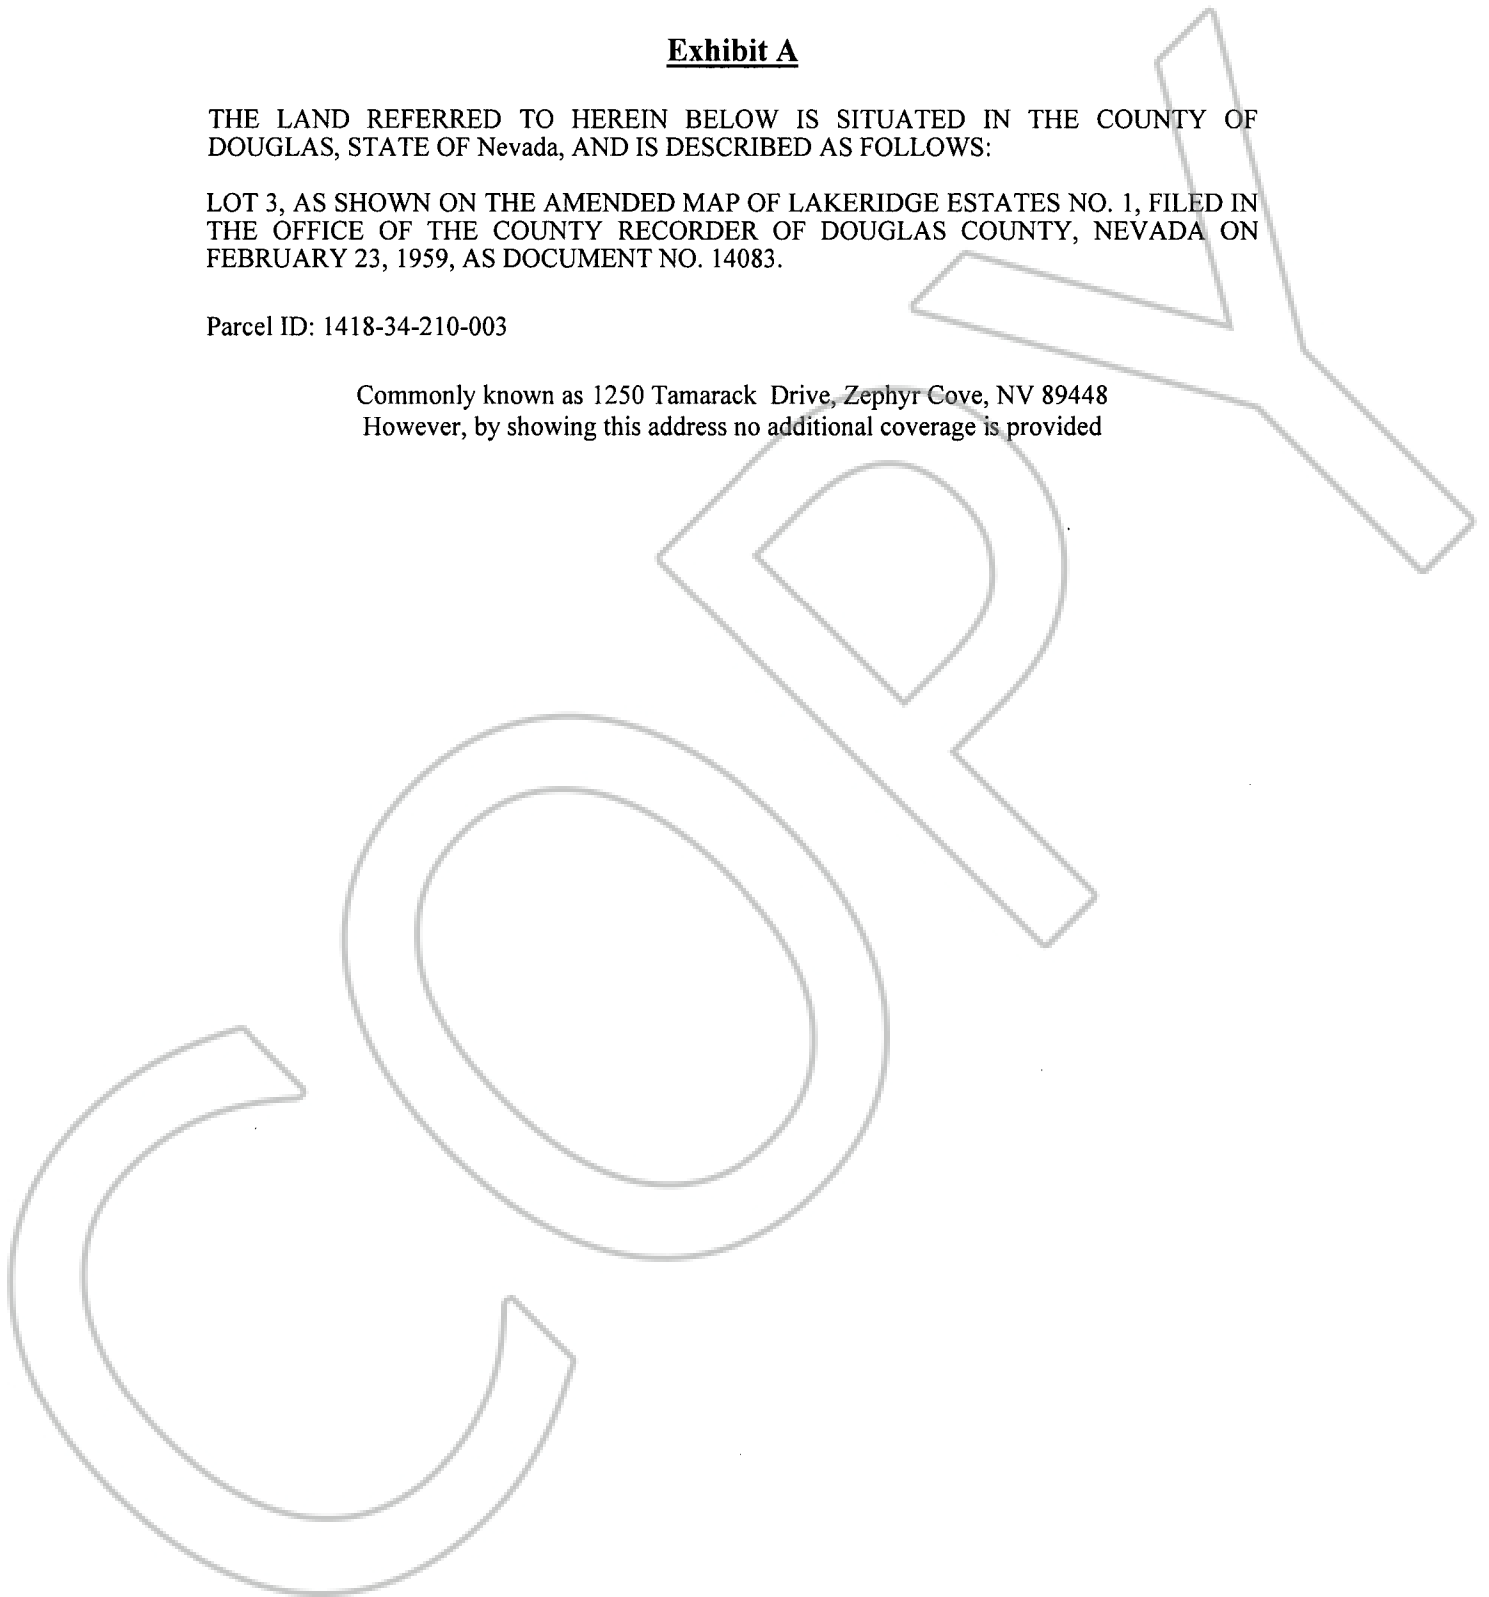 Exhibit A
THE LAND REFERRED TO HEREIN BELOW IS SITUATED IN THE COUNTY OF
DOUGLAS, STATE OF Nevada, AND IS DESCRIBED AS FOLLOWS:
LOT 3, AS SHOWN ON THE AMENDED MAP OF LAKERIDGE ESTATES NO. 1, FILED IN
THE OFFICE OF THE COUNTY RECORDER OF DOUGLAS COUNTY, NEVADA ON
FEBRUARY 23, 1959, AS DOCUMENT NO. 14083.
Parcel ID: 1418-34-210-003
Commonly known as 1250 Tamarack Drive, Zephyr Cove, NV 89448
However, by showing this address no additional coverage is provided
COPY